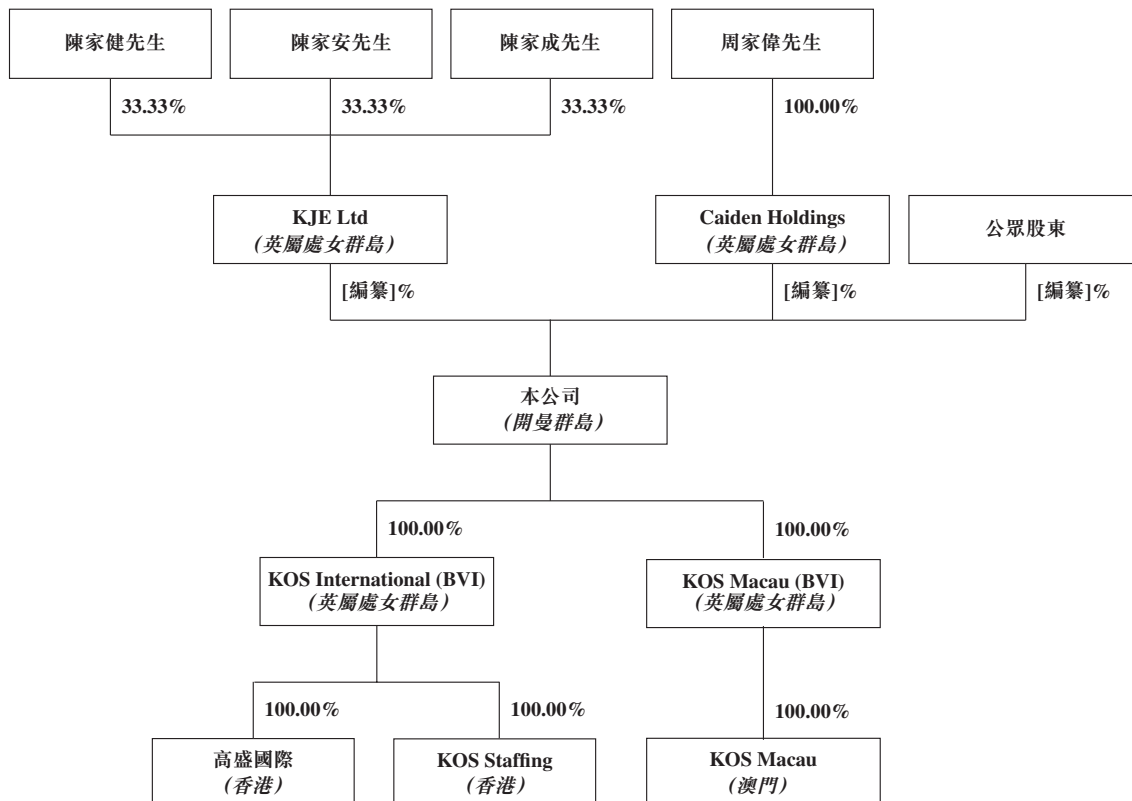 陳家健先生
陳家安先生
陳家成先生
周家偉先生
33.33%
33.33%
33.33%
100.00%
KJE Ltd
(英屬處女群島)
Caiden Holdings
(英屬處女群島)
公眾股東
[編纂]%
[編纂]%
[編纂]%
本公司
(開曼群島)
100.00%
100.00%
KOS International (BVI)
(英屬處女群島)
KOS Macau (BVI)
(英屬處女群島)
100.00%
100.00%
100.00%
高盛國際
(香港)
KOS Staffing
(香港)
KOS Macau
(澳門)